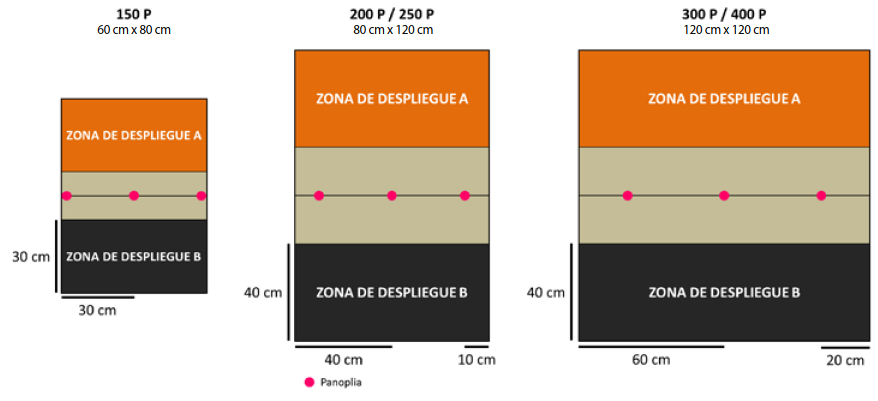 150 P
60 cm x 80 cm
ZONA DE DESPLIEGUE A
ZONA DE DESPLIEGUE B
30 cm
30 cm
200 P / 250 P
80 cm x 120 cm
ZONA DE DESPLIEGUE A
ZONA DE DESPLIEGUE B
40 cm
40 cm
10 cm
Panoplia
300 P / 400 P
120 cm x 120 cm
ZONA DE DESPLIEGUE A
ZONA DE DESPLIEGUE B
40 cm
60 cm
20 cm